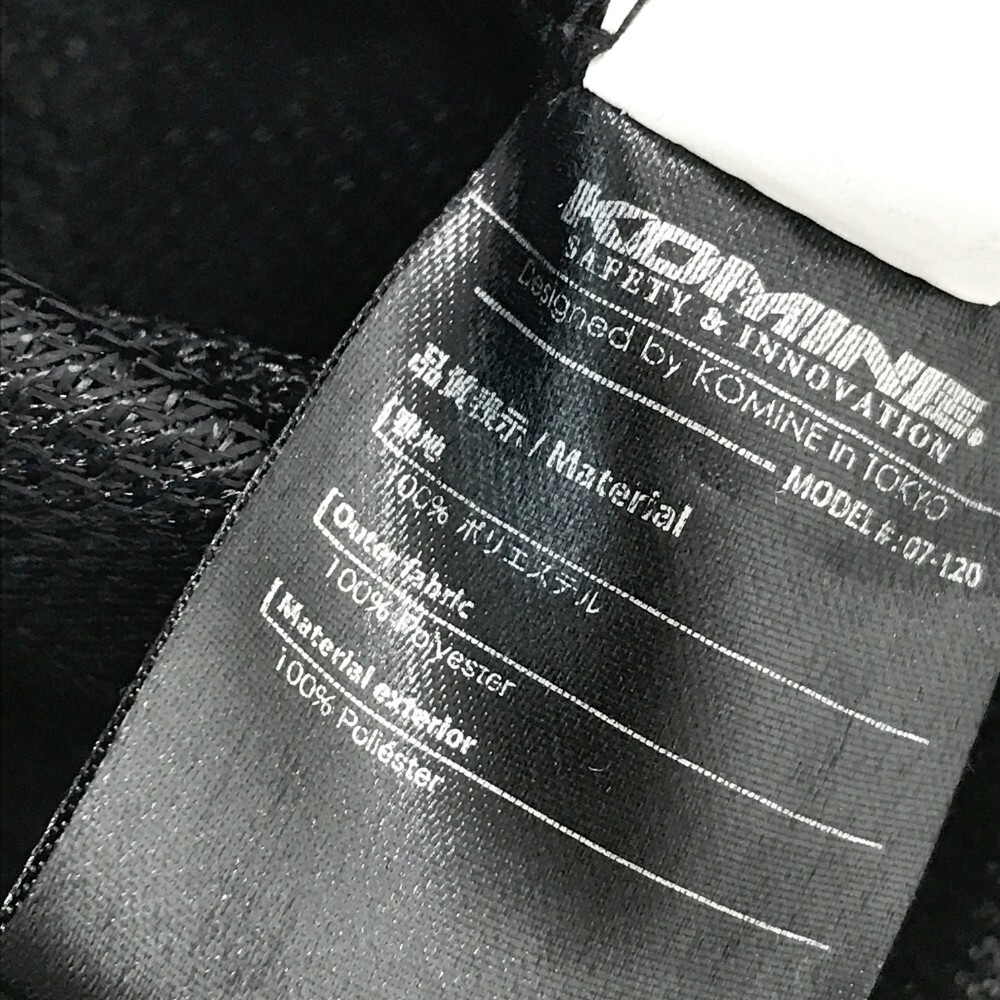 KOMINE
SAFETY & INNOVATION
Designed by KOMINE in TOKYO
MODEL#: 07-120
品質表示 / Material
[表地
100% ポリエステル
[Outer fabric
100% Polyester
[Material exterior
100% Poliéster